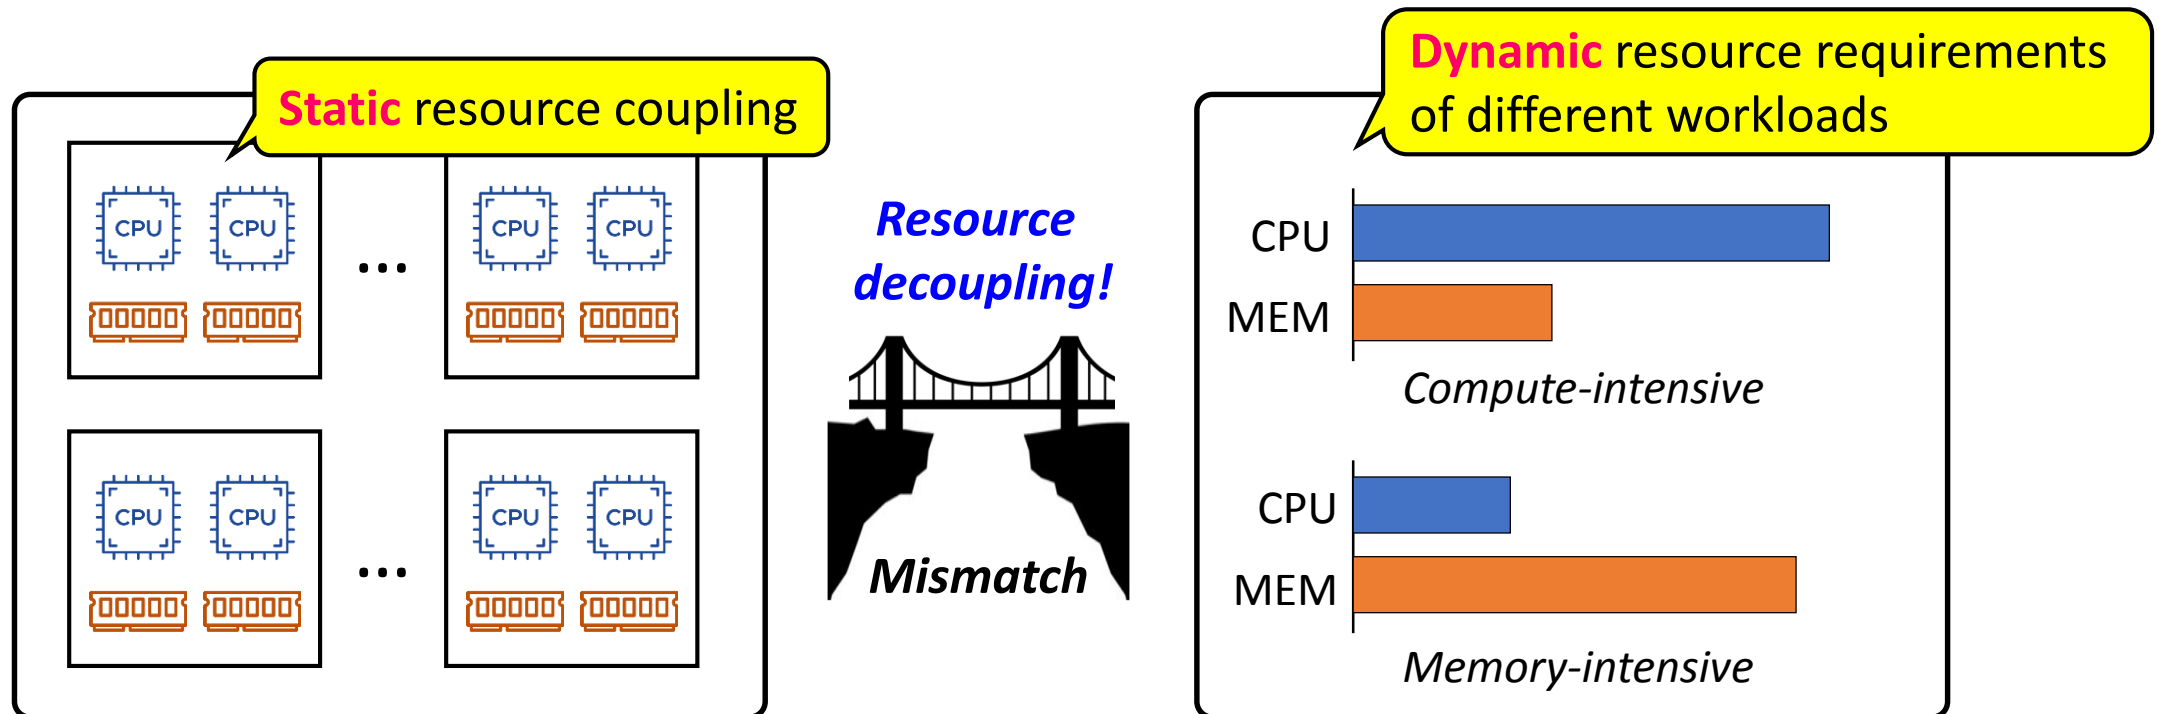 Static resource coupling
CPU CPU ... CPU CPU
CPU CPU ... CPU CPU
Resource
decoupling!
Mismatch
Dynamic resource requirements
of different workloads
CPU
MEM
Compute-intensive
CPU
MEM
Memory-intensive